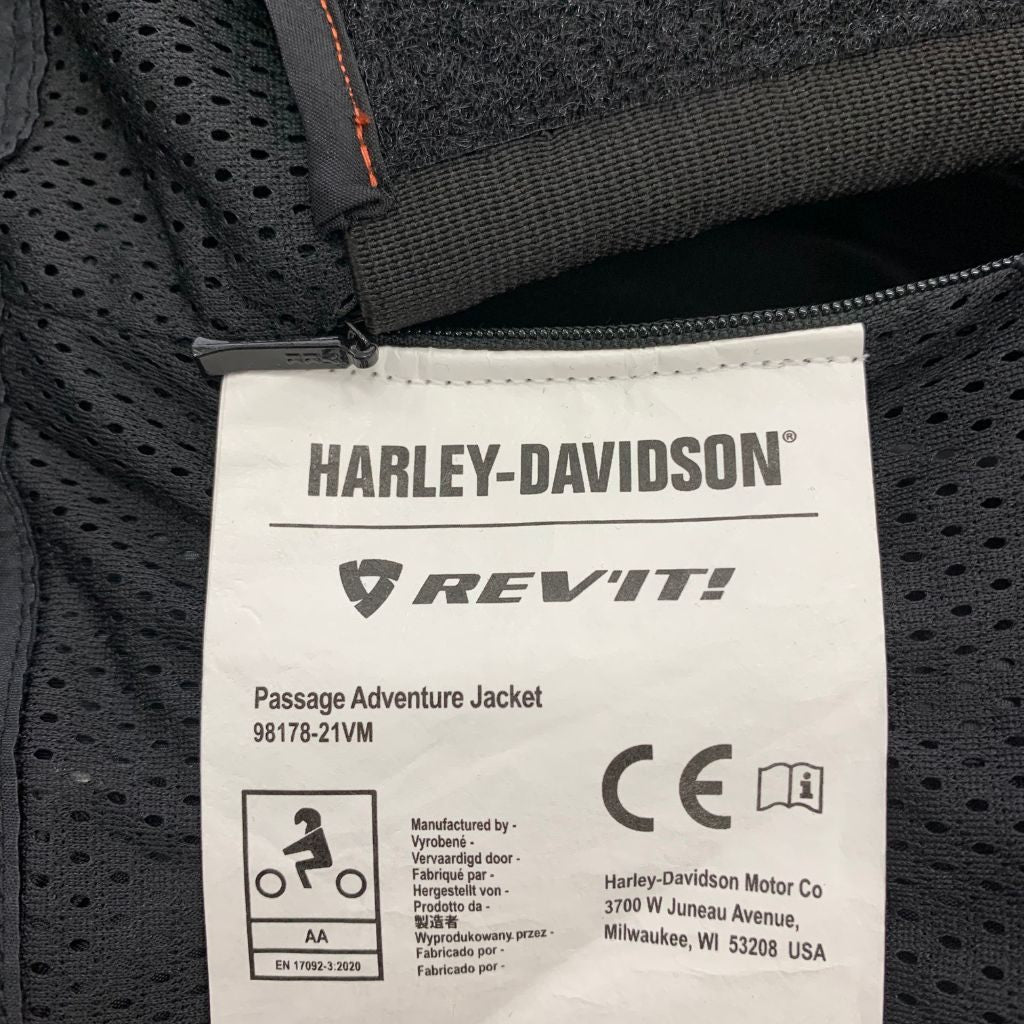 HARLEY-DAVIDSON®
REV'IT!
Passage Adventure Jacket
98178-21VM
AA
EN 17092-3:2020
Manufactured by -
Vyrobené -
Vervaardigd door -
Fabriqué par -
Hergestellt von -
Prodotto da -
製造者
Wyprodukowany przez -
Fabricado por -
Fabricado por -
Harley-Davidson Motor Co
3700 W Juneau Avenue,
Milwaukee, WI 53208 USA